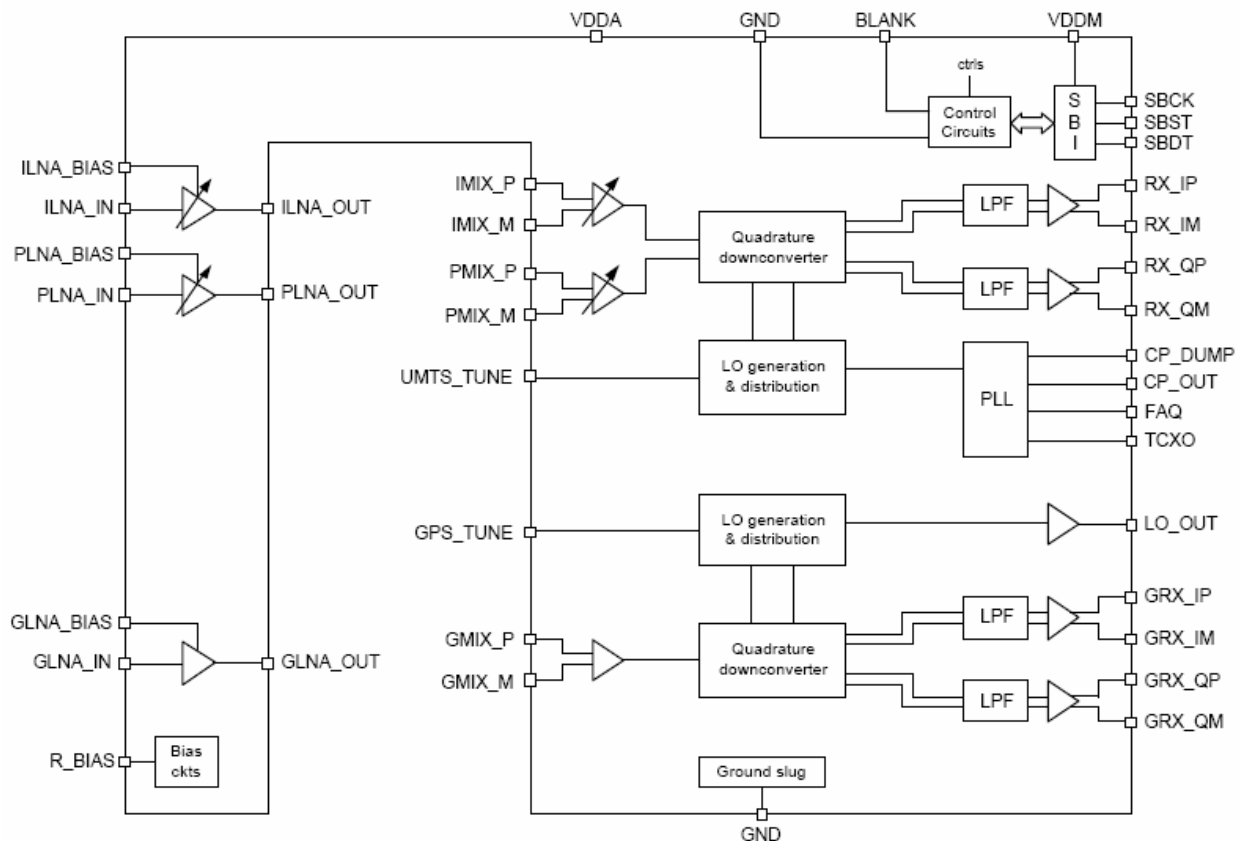 VDDA
GND
BLANK
VDDM
ctrls
Control
Circuits
S
B
I
SBCK
SBST
SBDT
ILNA_BIAS
ILNA_IN
ILNA_OUT
PLNA_BIAS
PLNA_IN
PLNA_OUT
IMIX_P
IMIX_M
PMIX_P
PMIX_M
Quadrature
downconverter
LPF
RX_IP
RX_IM
LPF
RX_QP
RX_QM
UMTS_TUNE
LO generation
& distribution
PLL
CP_DUMP
CP_OUT
FAQ
TCXO
GPS_TUNE
LO generation
& distribution
LO_OUT
GLNA_BIAS
GLNA_IN
GLNA_OUT
GMIX_P
GMIX_M
Quadrature
downconverter
LPF
GRX_IP
GRX_IM
LPF
GRX_QP
GRX_QM
R_BIAS
Bias
ckts
Ground slug
GND